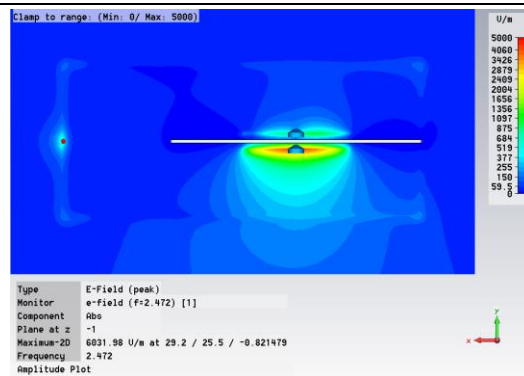 Clamp to range: (Min: 0/ Max: 5000)
V/m
5000
4060
3426
2879
2409
2004
1656
1356
1097
875
684
519
377
255
150
59.5
0
Type E-Field (peak)
Monitor e-field (f=2.472) [1]
Component Abs
Plane at z -1
Maximum-2D 6031.98 V/m at 29.2 / 25.5 / -0.821479
Frequency 2.472
Amplitude Plot
y
x